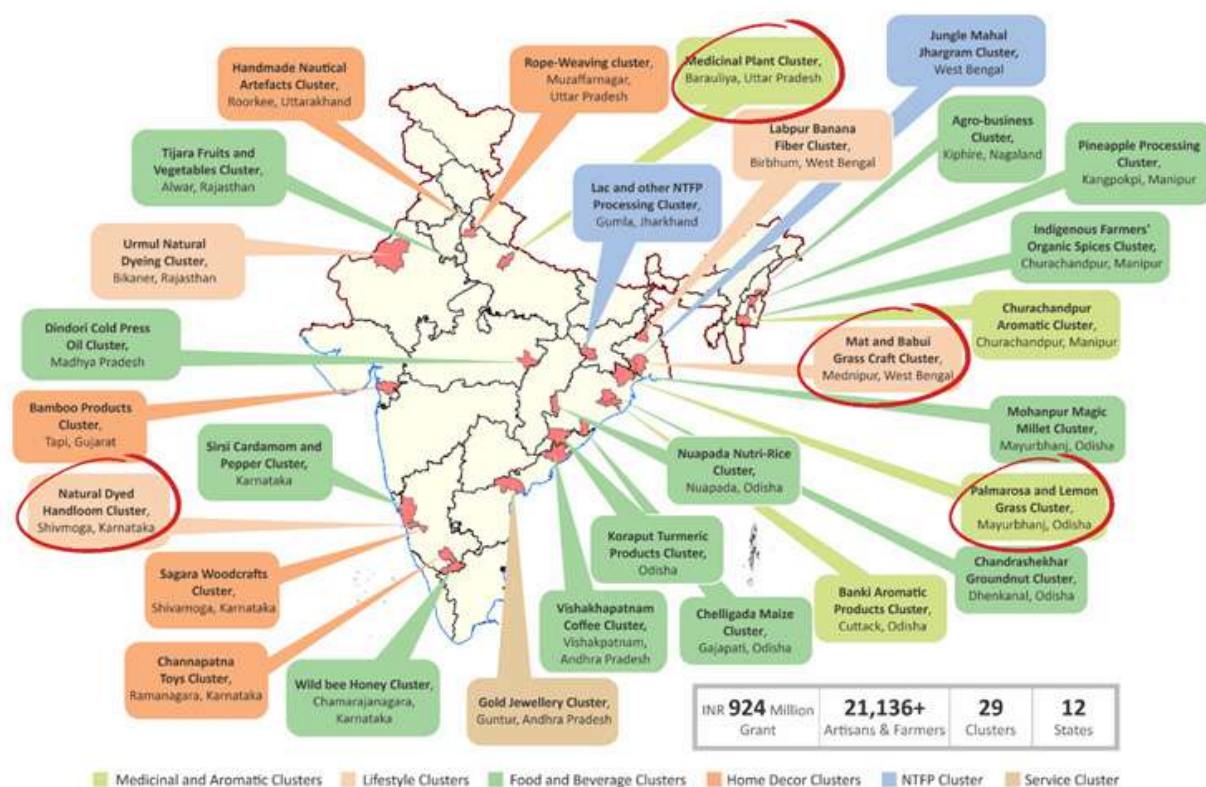 Handmade Nautical
Artefacts Cluster,
Roorkee, Uttarakhand
Rope-Weaving cluster,
Muzaffarnagar,
Uttar Pradesh
Medicinal Plant Cluster,
Barauliya, Uttar Pradesh
Jungle Mahal
Jhargram Cluster,
West Bengal
Tijara Fruits and
Vegetables Cluster,
Alwar, Rajasthan
Lac and other NTFP
Processing Cluster,
Gumla, Jharkhand
Labpur Banana
Fiber Cluster,
Birbhum, West Bengal
Agro-business
Cluster,
Kiphire, Nagaland
Pineapple Processing
Cluster,
Kangpokpi, Manipur
Urmul Natural
Dyeing Cluster,
Bikaner, Rajasthan
Indigenous Farmers'
Organic Spices Cluster,
Churachandpur, Manipur
Dindori Cold Press
Oil Cluster,
Madhya Pradesh
Churachandpur
Aromatic Cluster,
Churachandpur, Manipur
Mat and Babui
Grass Craft Cluster,
Mednipur, West Bengal
Bamboo Products
Cluster,
Tapi, Gujarat
Mohanpur Magic
Millet Cluster,
Mayurbhanj, Odisha
Sirsi Cardamom and
Pepper Cluster,
Karnataka
Nuapada Nutri-Rice
Cluster,
Nuapada, Odisha
Natural Dyed
Handloom Cluster,
Shivmoga, Karnataka
Palmarosa and Lemon
Grass Cluster,
Mayurbhanj, Odisha
Koraput Turmeric
Products Cluster,
Odisha
Chandrashekhar
Groundnut Cluster,
Dhenkanal, Odisha
Sagara Woodcrafts
Cluster,
Shivamoga, Karnataka
Vishakhapatnam
Coffee Cluster,
Vishakpatnam,
Andhra Pradesh
Chelligada Maize
Cluster,
Gajapati, Odisha
Banki Aromatic
Products Cluster,
Cuttack, Odisha
Channapatna
Toys Cluster,
Ramanagara, Karnataka
Wild bee Honey Cluster,
Chamarajanagara,
Karnataka
Gold Jewellery Cluster,
Guntur, Andhra Pradesh
INR 924 Million
Grant
21,136+
Artisans & Farmers
29
Clusters
12
States
Medicinal and Aromatic Clusters
Lifestyle Clusters
Food and Beverage Clusters
Home Decor Clusters
NTFP Cluster
Service Cluster